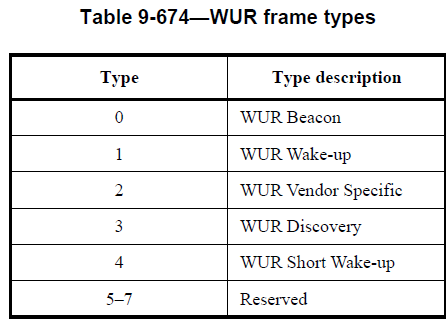 Table 9-674—WUR frame types
Type Type description
0 WUR Beacon
1 WUR Wake-up
2 WUR Vendor Specific
3 WUR Discovery
4 WUR Short Wake-up
5–7 Reserved